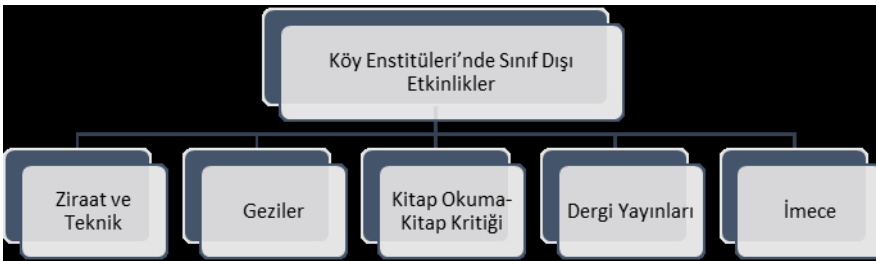 Köy Enstitüleri’nde Sınıf Dışı
Etkinlikler
Ziraat ve
Teknik
Geziler
Kitap Okuma-
Kitap Kritiği
Dergi Yayınları
İmece